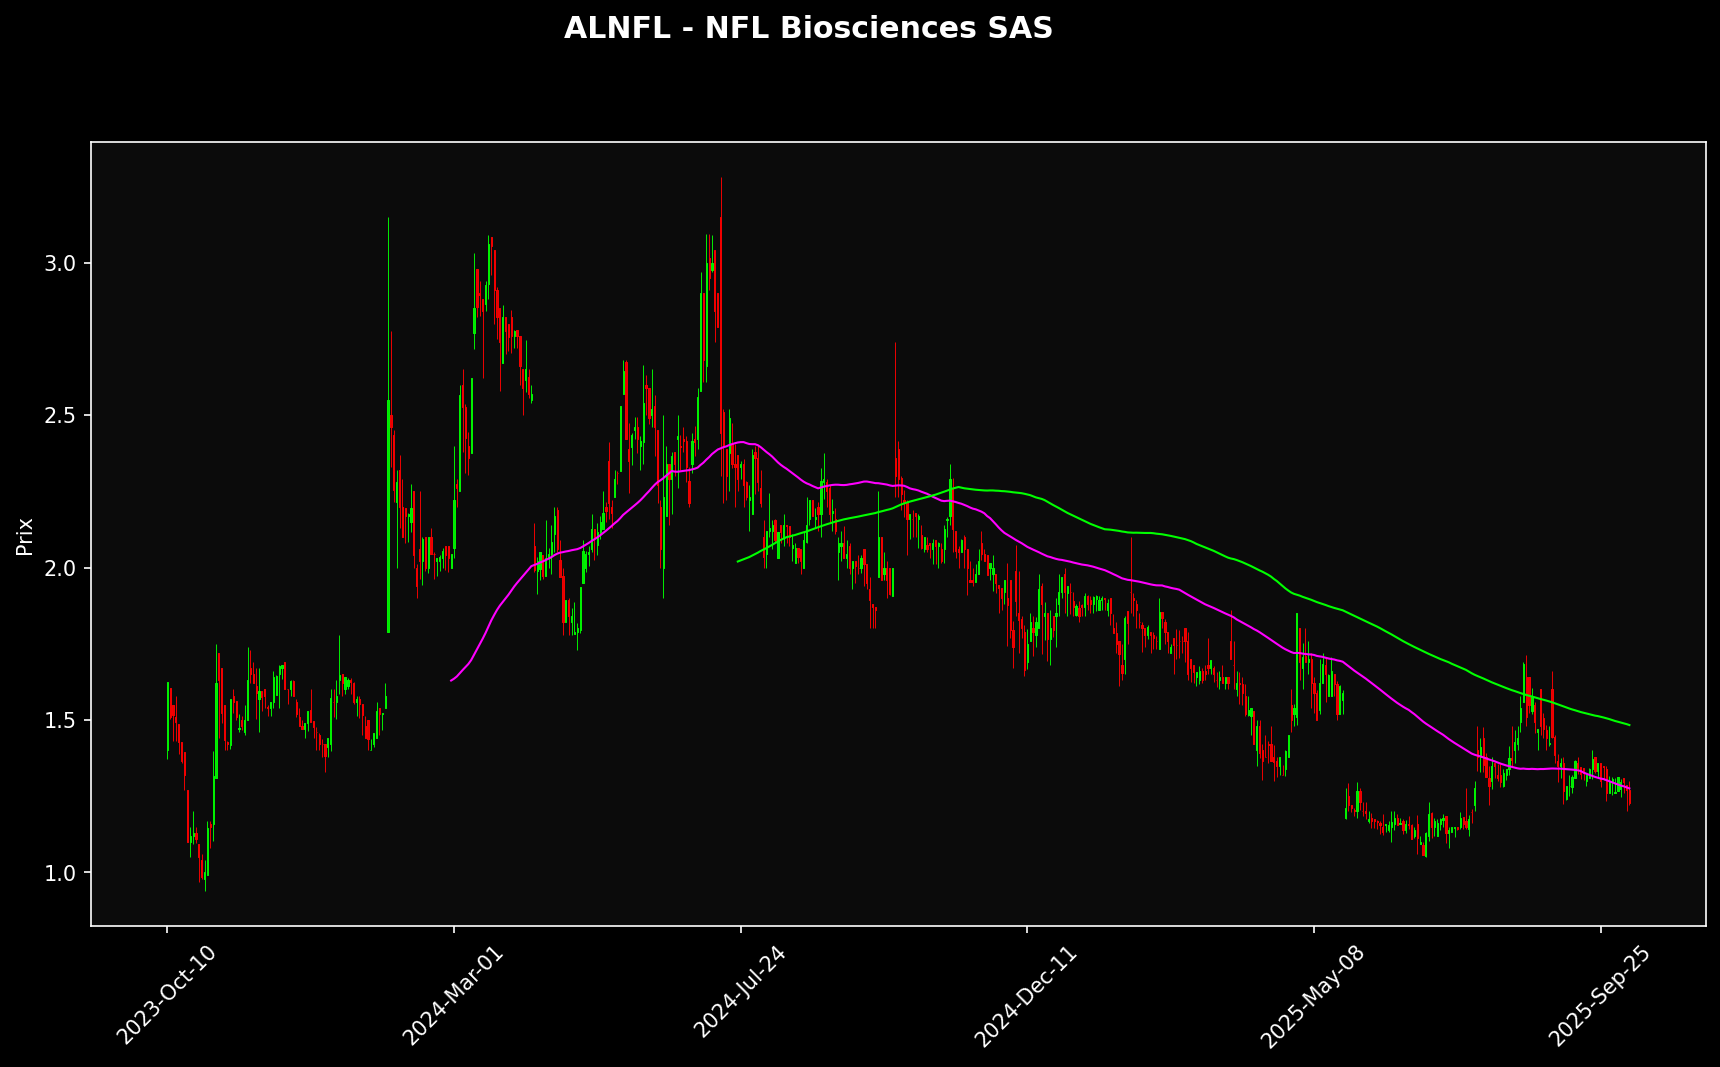 ALNFL - NFL Biosciences SAS
Prix
3.0
2.5
2.0
1.5
1.0
2023-Oct-10
2024-Mar-01
2024-Jul-24
2024-Dec-11
2025-May-08
2025-Sep-25